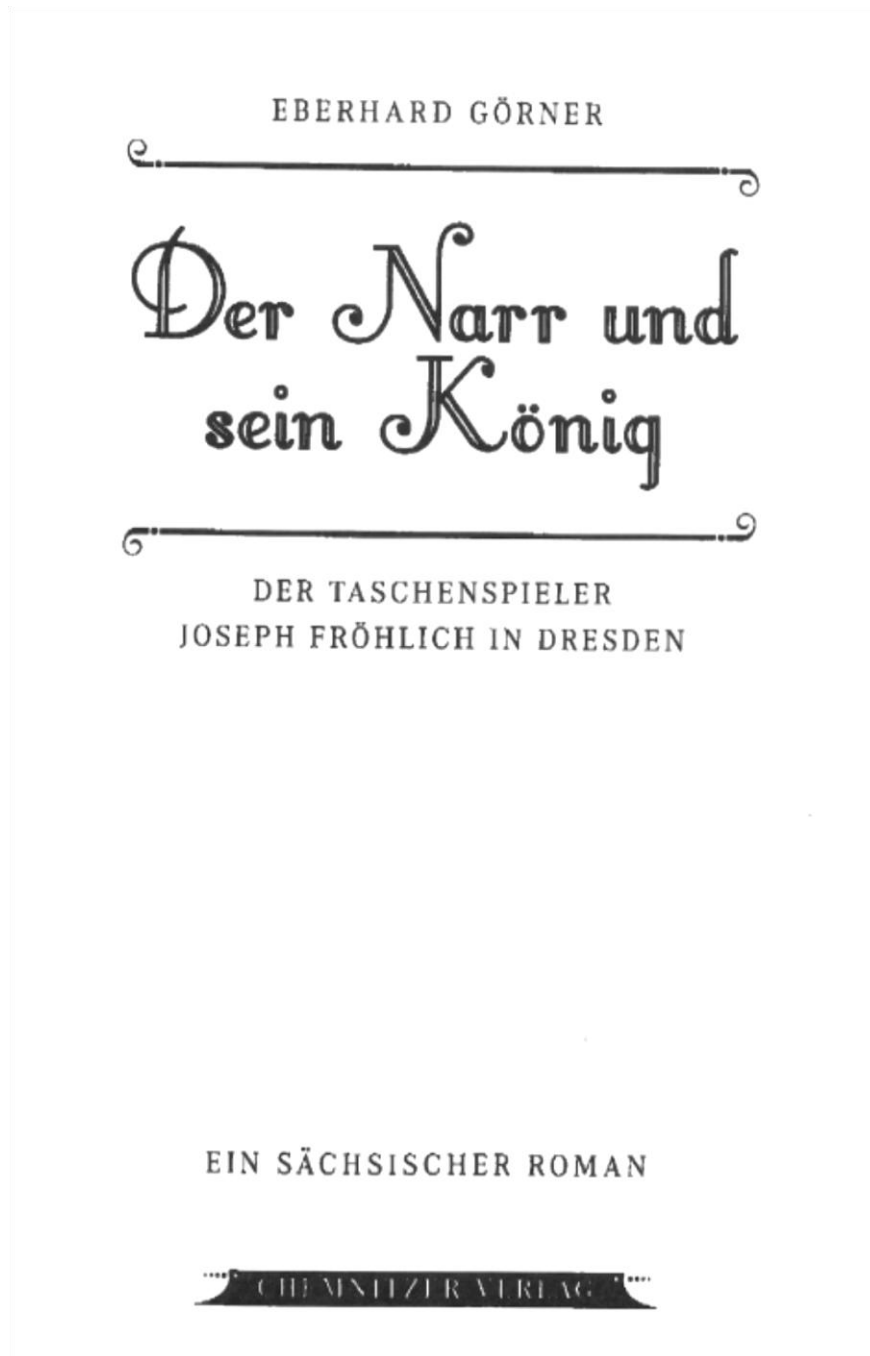 EBERHARD GÖRNER
Der Narr und
sein König
DER TASCHENSPIELER
JOSEPH FRÖHLICH IN DRESDEN
EIN SÄCHSISCHER ROMAN
CHEMNITZER VERLAG